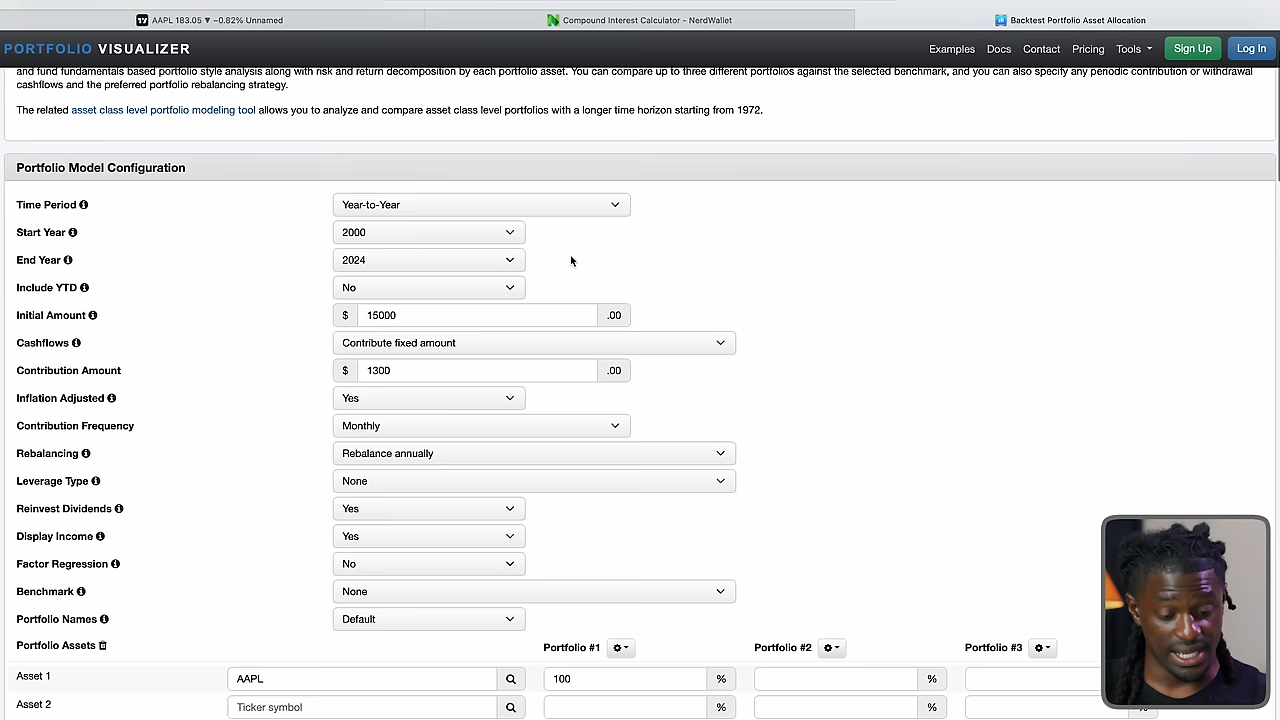 AAPL 183.05 ▼ −0.82% Unnamed
Compound Interest Calculator - NerdWallet
Backtest Portfolio Asset Allocation
PORTFOLIO VISUALIZER
Examples Docs Contact Pricing Tools Sign Up Log In
and fund fundamentals based portfolio style analysis along with risk and return decomposition by each portfolio asset. You can compare up to three different portfolios against the selected benchmark, and you can also specify any periodic contribution or withdrawal
cashflows and the preferred portfolio rebalancing strategy.
The related asset class level portfolio modeling tool allows you to analyze and compare asset class level portfolios with a longer time horizon starting from 1972.
Portfolio Model Configuration
Time Period Year-to-Year
Start Year 2000
End Year 2024
Include YTD No
Initial Amount $ 15000 .00
Cashflows Contribute fixed amount
Contribution Amount $ 1300 .00
Inflation Adjusted Yes
Contribution Frequency Monthly
Rebalancing Rebalance annually
Leverage Type None
Reinvest Dividends Yes
Display Income Yes
Factor Regression No
Benchmark None
Portfolio Names Default
Portfolio Assets Portfolio #1 Portfolio #2 Portfolio #3
Asset 1 AAPL 100 % %
Asset 2 Ticker symbol % %